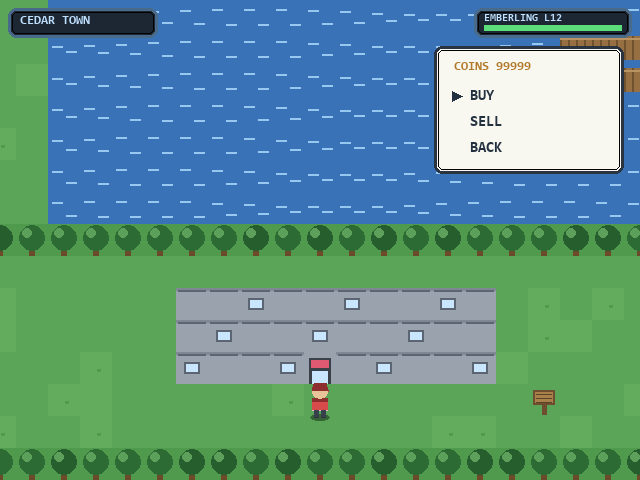 CEDAR TOWN
EMBERLING L12
COINS 99999
BUY
SELL
BACK